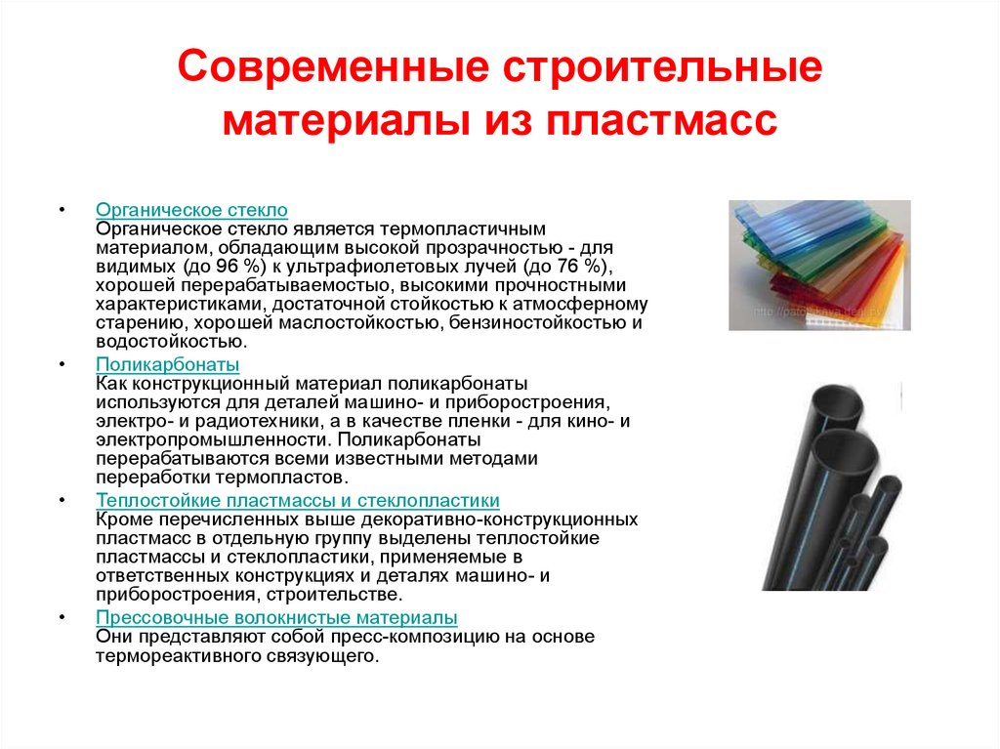 Современные строительные
материалы из пластмасс
• Органическое стекло
Органическое стекло является термопластичным
материалом, обладающим высокой прозрачностью - для
видимых (до 96 %) к ультрафиолетовых лучей (до 76 %),
хорошей перерабатываемостью, высокими прочностными
характеристиками, достаточной стойкостью к атмосферному
старению, хорошей маслостойкостью, бензиностойкостью и
водостойкостью.
• Поликарбонаты
Как конструкционный материал поликарбонаты
используются для деталей машино- и приборостроения,
электро- и радиотехники, а в качестве пленки - для кино- и
электропромышленности. Поликарбонаты
перерабатываются всеми известными методами
переработки термопластов.
• Теплостойкие пластмассы и стеклопластики
Кроме перечисленных выше декоративно-конструкционных
пластмасс в отдельную группу выделены теплостойкие
пластмассы и стеклопластики, применяемые в
ответственных конструкциях и деталях машино- и
приборостроения, строительстве.
• Прессовочные волокнистые материалы
Они представляют собой пресс-композицию на основе
термореактивного связующего.